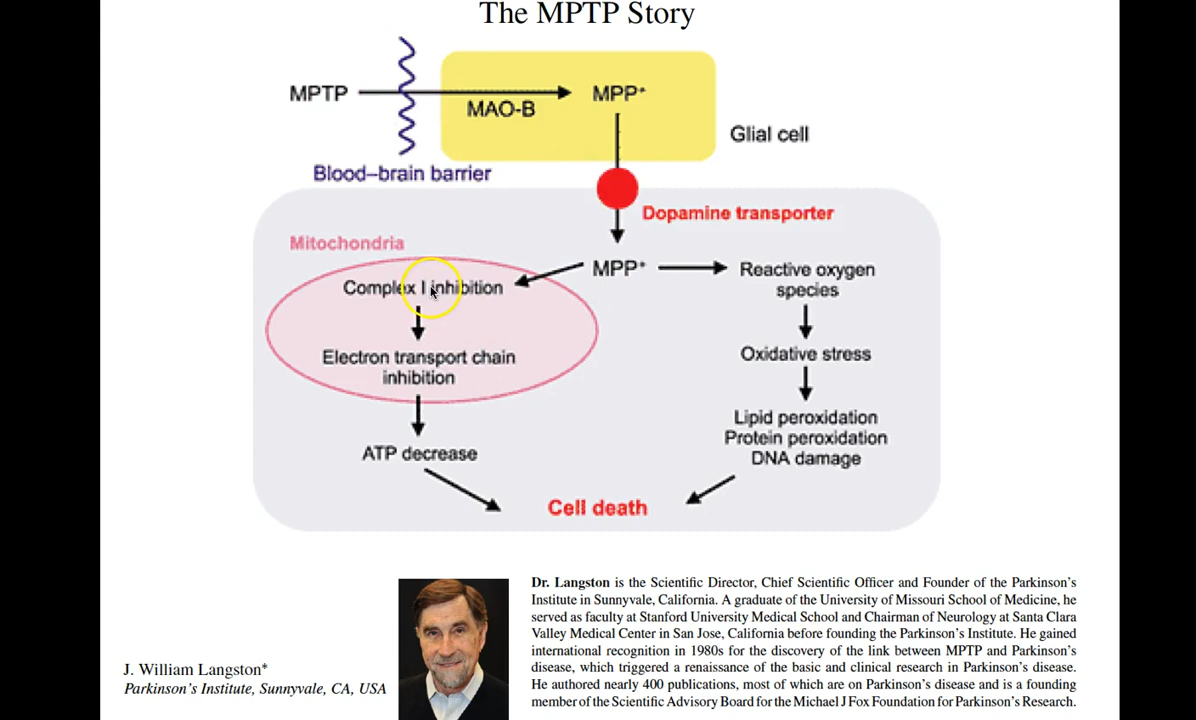 The MPTP Story
MPTP
MAO-B
MPP⁺
Glial cell
Blood–brain barrier
Dopamine transporter
Mitochondria
MPP⁺
Complex I inhibition
Reactive oxygen
species
Electron transport chain
inhibition
Oxidative stress
ATP decrease
Lipid peroxidation
Protein peroxidation
DNA damage
Cell death
J. William Langston*
Parkinson's Institute, Sunnyvale, CA, USA
Dr. Langston is the Scientific Director, Chief Scientific Officer and Founder of the Parkinson's
Institute in Sunnyvale, California. A graduate of the University of Missouri School of Medicine, he
served as faculty at Stanford University Medical School and Chairman of Neurology at Santa Clara
Valley Medical Center in San Jose, California before founding the Parkinson's Institute. He gained
international recognition in 1980s for the discovery of the link between MPTP and Parkinson's
disease, which triggered a renaissance of the basic and clinical research in Parkinson's disease.
He authored nearly 400 publications, most of which are on Parkinson's disease and is a founding
member of the Scientific Advisory Board for the Michael J Fox Foundation for Parkinson's Research.